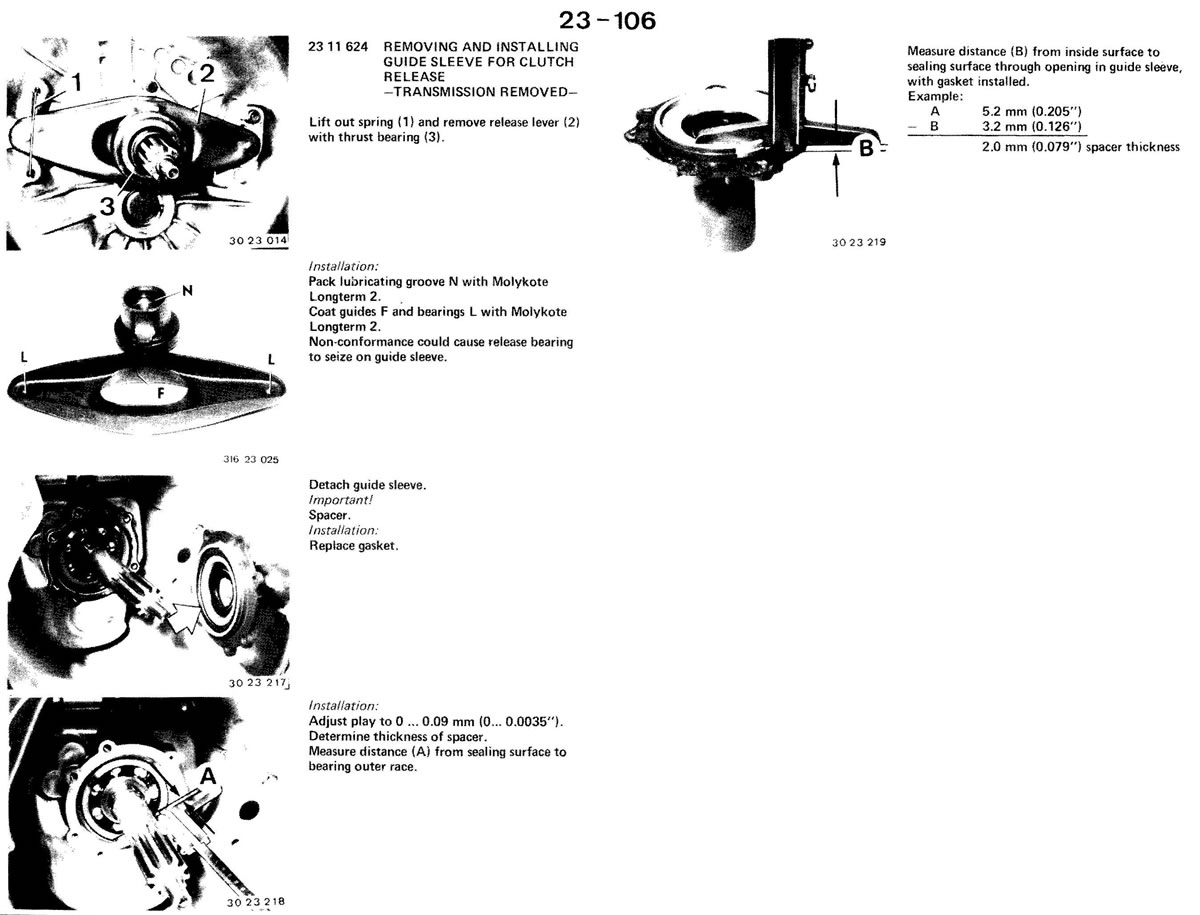 23-106
23 11 624 REMOVING AND INSTALLING
GUIDE SLEEVE FOR CLUTCH
RELEASE
—TRANSMISSION REMOVED—
Lift out spring (1) and remove release lever (2)
with thrust bearing (3).
1
2
3
30 23 014
Installation:
Pack lubricating groove N with Molykote
Longterm 2.
Coat guides F and bearings L with Molykote
Longterm 2.
Non-conformance could cause release bearing
to seize on guide sleeve.
N
L
L
F
316 23 025
Detach guide sleeve.
Important!
Spacer.
Installation:
Replace gasket.
30 23 217
Installation:
Adjust play to 0 ... 0.09 mm (0... 0.0035″).
Determine thickness of spacer.
Measure distance (A) from sealing surface to
bearing outer race.
A
30 23 218
B
30 23 219
Measure distance (B) from inside surface to
sealing surface through opening in guide sleeve,
with gasket installed.
Example:
A 5.2 mm (0.205″)
– B 3.2 mm (0.126″)
2.0 mm (0.079″) spacer thickness